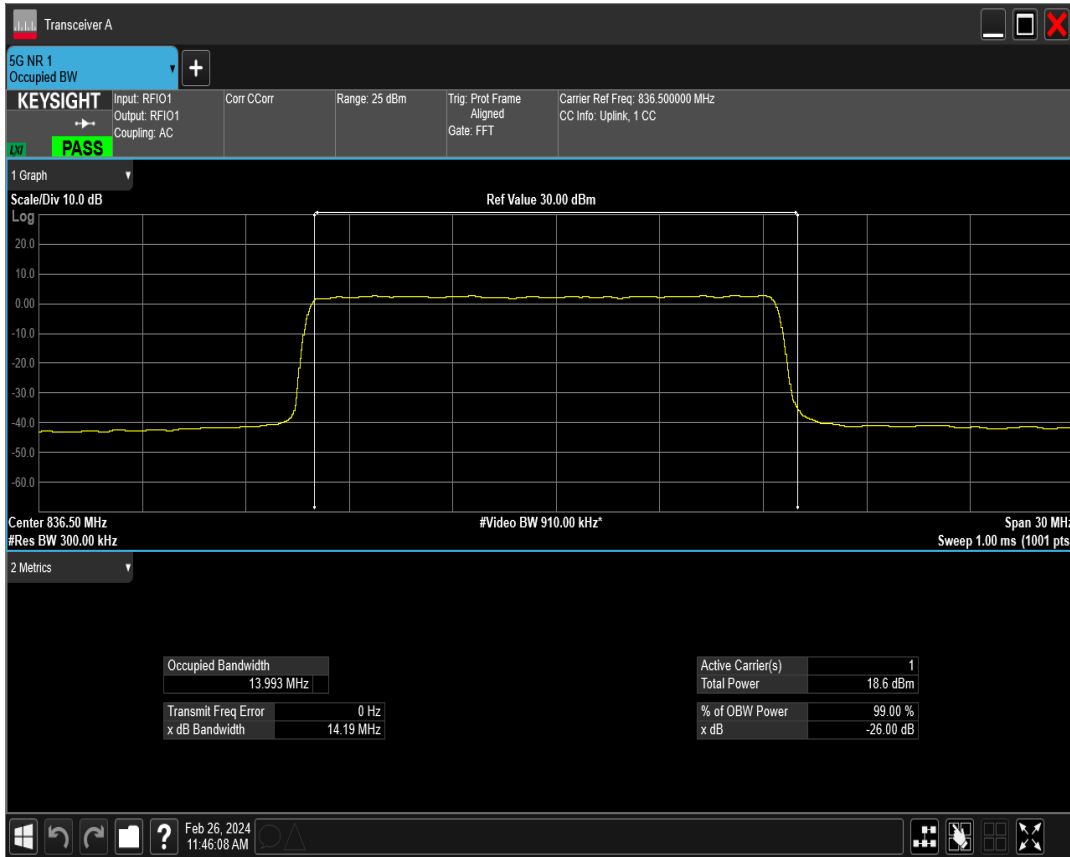 Transceiver A
5G NR 1
Occupied BW
KEYSIGHT
LXI
PASS
Input: RFIO1
Output: RFIO1
Coupling: AC
Corr CCorr
Range: 25 dBm
Trig: Prot Frame
Aligned
Gate: FFT
Carrier Ref Freq: 836.500000 MHz
CC Info: Uplink, 1 CC
1 Graph
Scale/Div 10.0 dB
Ref Value 30.00 dBm
Log
20.0
10.0
0.00
-10.0
-20.0
-30.0
-40.0
-50.0
-60.0
Center 836.50 MHz
#Video BW 910.00 kHz*
Span 30 MHz
#Res BW 300.00 kHz
Sweep 1.00 ms (1001 pts
2 Metrics
Occupied Bandwidth
13.993 MHz
Transmit Freq Error 0 Hz
x dB Bandwidth 14.19 MHz
Active Carrier(s) 1
Total Power 18.6 dBm
% of OBW Power 99.00 %
x dB -26.00 dB
?
Feb 26, 2024
11:46:08 AM